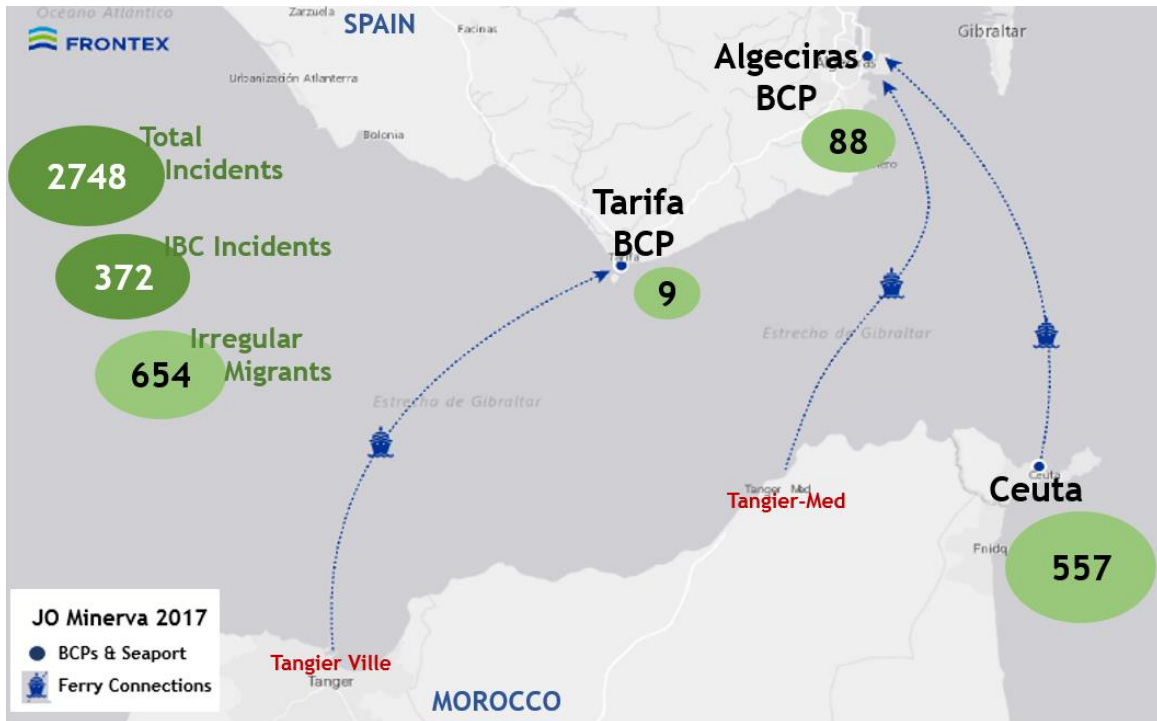 Oceano Atlántico
FRONTEX
Zarzuela
SPAIN
Facinas
Gibraltar
Urbanización Atlanterra
Bolonia
Algeciras
Algeciras
BCP
88
Total
Incidents
2748
IBC Incidents
372
Irregular
Migrants
654
Tarifa
BCP
Tarifa
9
Estrecho de Gibraltar
Estrecho de Gibraltar
Tanger Med
Tangier-Med
Ceuta
Ceuta
Fnidq
557
JO Minerva 2017
BCPs & Seaport
Ferry Connections
Tangier Ville
Tanger
MOROCCO